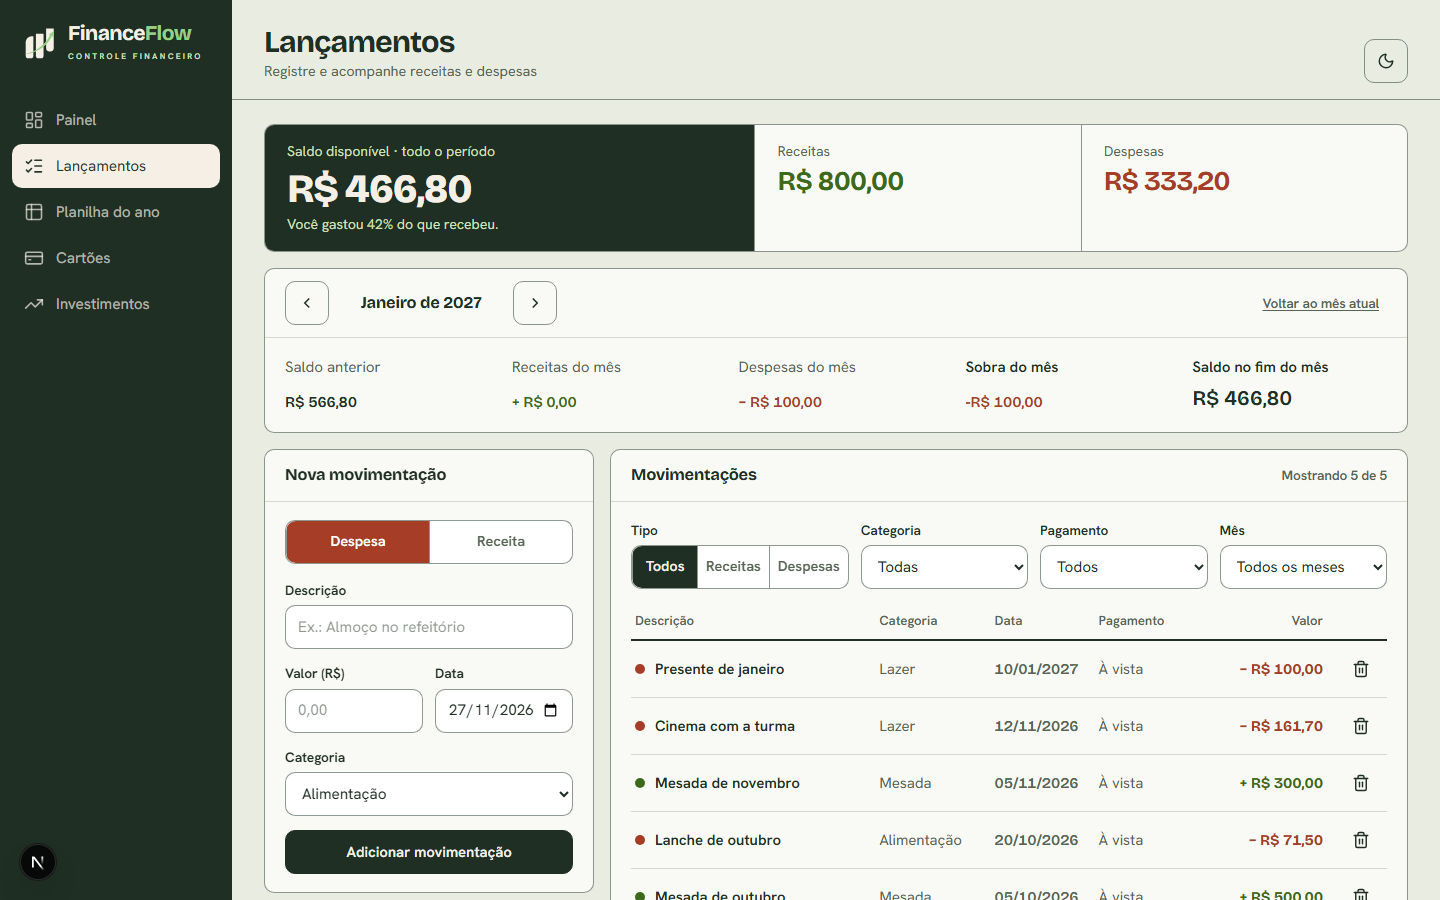 FinanceFlow
CONTROLE FINANCEIRO
Painel
Lançamentos
Planilha do ano
Cartões
Investimentos
N
Lançamentos
Registre e acompanhe receitas e despesas
Saldo disponível · todo o período
R$ 466,80
Você gastou 42% do que recebeu.
Receitas
R$ 800,00
Despesas
R$ 333,20
Janeiro de 2027
Voltar ao mês atual
Saldo anterior
R$ 566,80
Receitas do mês
+ R$ 0,00
Despesas do mês
− R$ 100,00
Sobra do mês
-R$ 100,00
Saldo no fim do mês
R$ 466,80
Nova movimentação
Despesa Receita
Descrição
Ex.: Almoço no refeitório
Valor (R$) Data
0,00 27/11/2026
Categoria
Alimentação
Adicionar movimentação
Movimentações Mostrando 5 de 5
Tipo Categoria Pagamento Mês
Todos Receitas Despesas Todas Todos Todos os meses
Descrição Categoria Data Pagamento Valor
Presente de janeiro Lazer 10/01/2027 À vista − R$ 100,00
Cinema com a turma Lazer 12/11/2026 À vista − R$ 161,70
Mesada de novembro Mesada 05/11/2026 À vista + R$ 300,00
Lanche de outubro Alimentação 20/10/2026 À vista − R$ 71,50
Mesada de outubro Mesada 05/10/2026 À vista + R$ 500,00